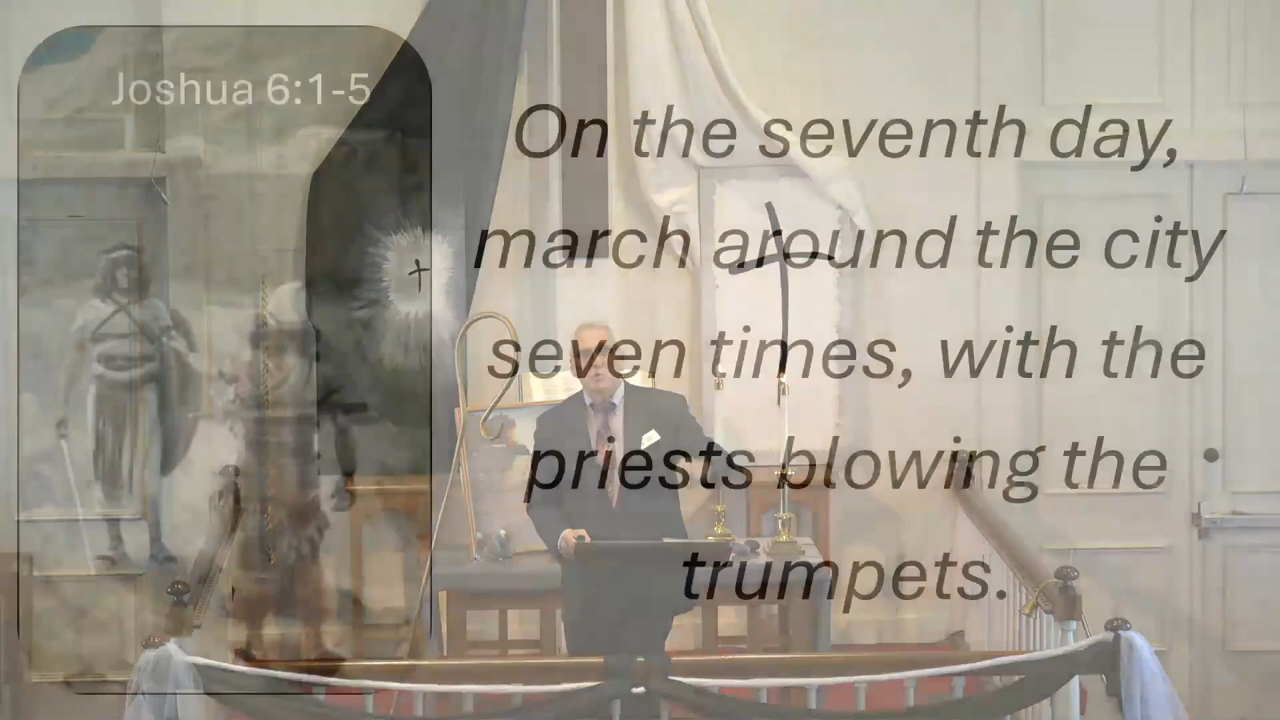 Joshua 6:1-5
On the seventh day,
march around the city
seven times, with the
priests blowing the
trumpets.